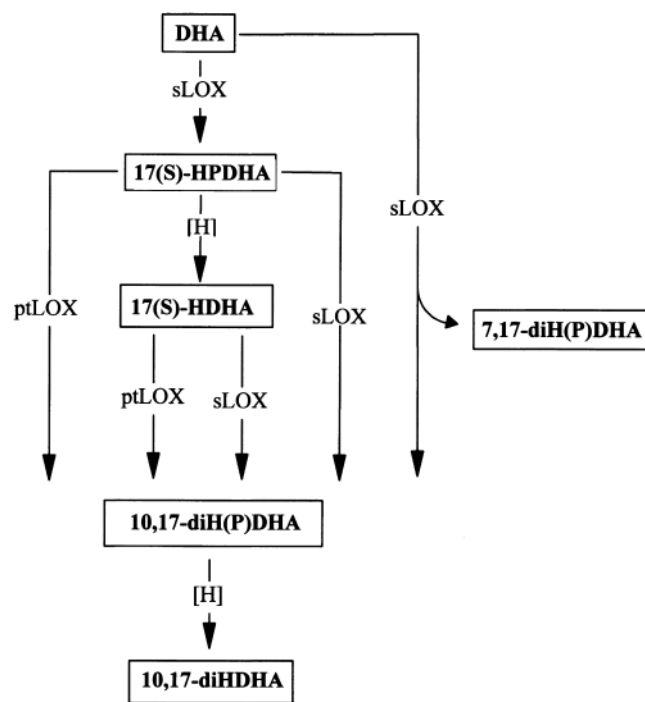 DHA
sLOX
17(S)-HPDHA
sLOX
[H]
17(S)-HDHA
ptLOX
sLOX
7,17-diH(P)DHA
ptLOX
sLOX
10,17-diH(P)DHA
[H]
10,17-diHDHA